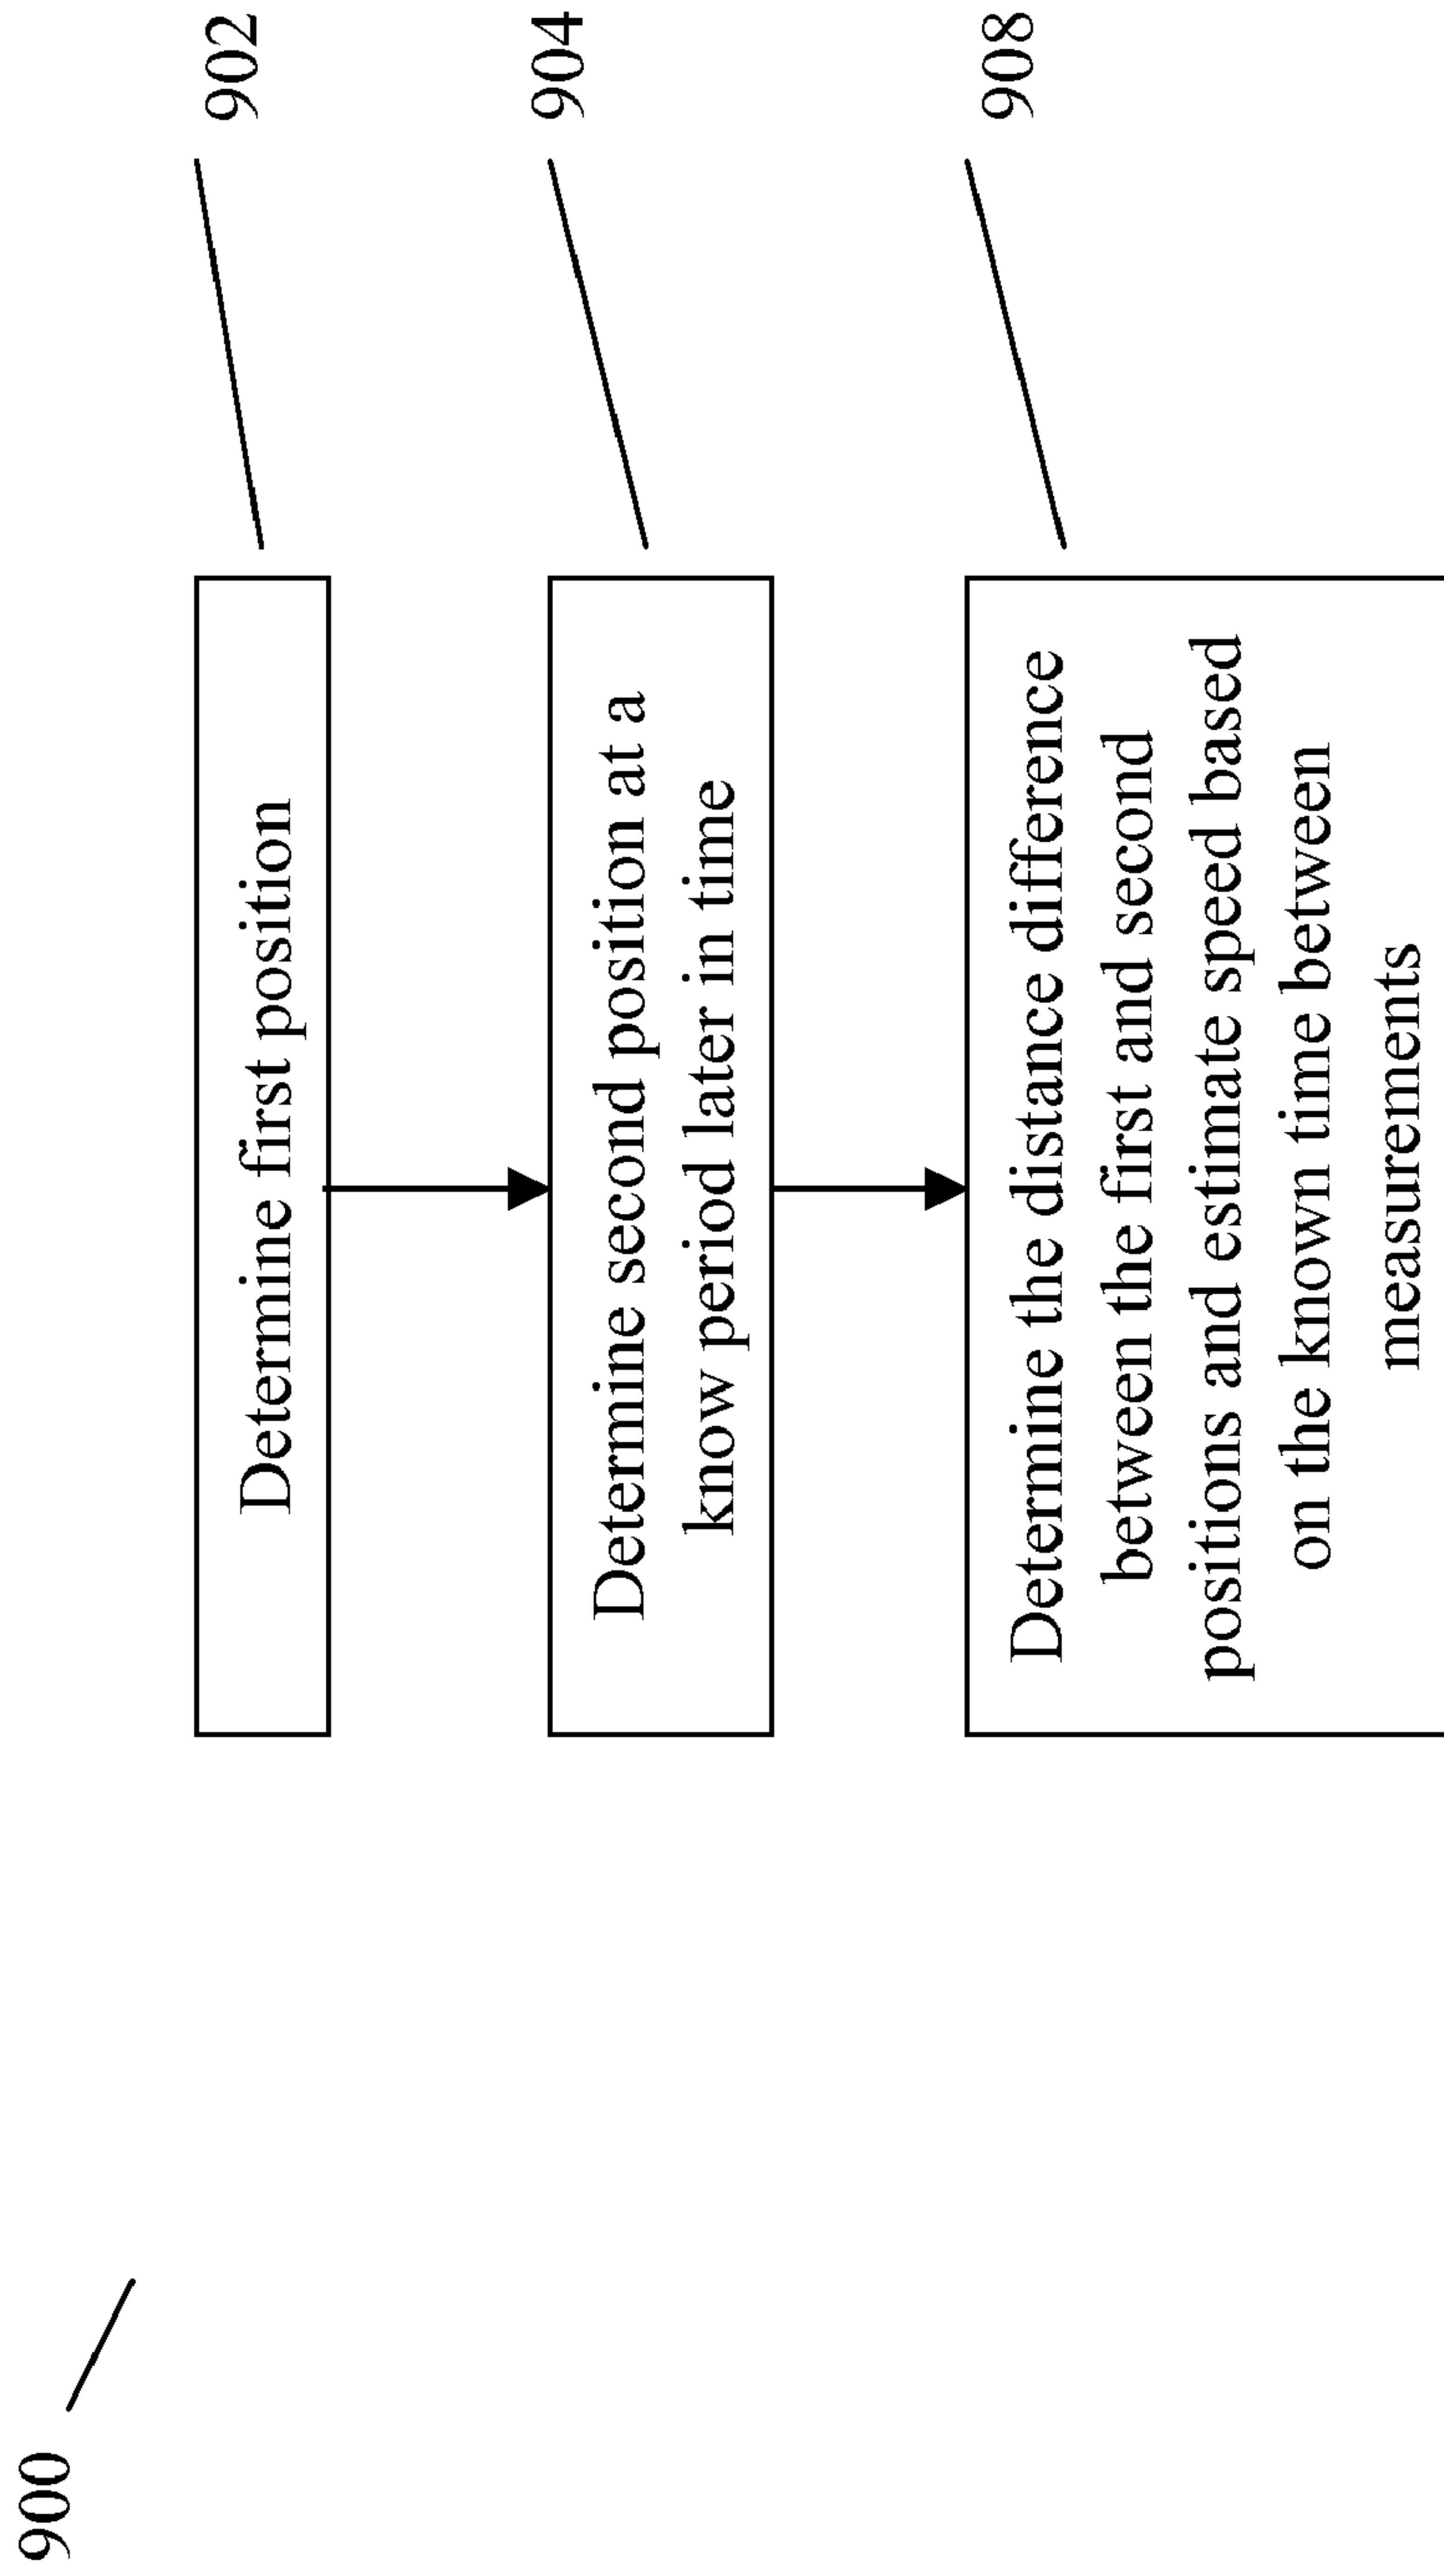 900
Determine first position
902
Determine second position at a
know period later in time
904
Determine the distance difference
between the first and second
positions and estimate speed based
on the known time between
measurements
908